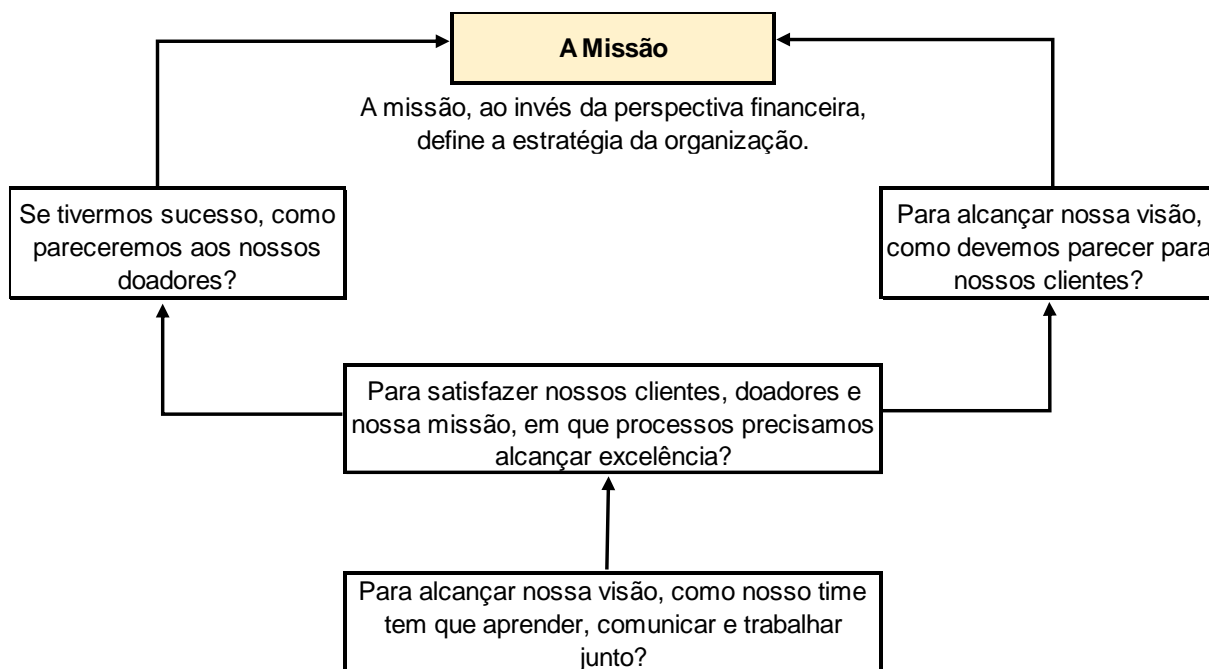 A Missão
A missão, ao invés da perspectiva financeira,
define a estratégia da organização.
Se tivermos sucesso, como
pareceremos aos nossos
doadores?
Para alcançar nossa visão,
como devemos parecer para
nossos clientes?
Para satisfazer nossos clientes, doadores e
nossa missão, em que processos precisamos
alcançar excelência?
Para alcançar nossa visão, como nosso time
tem que aprender, comunicar e trabalhar
junto?